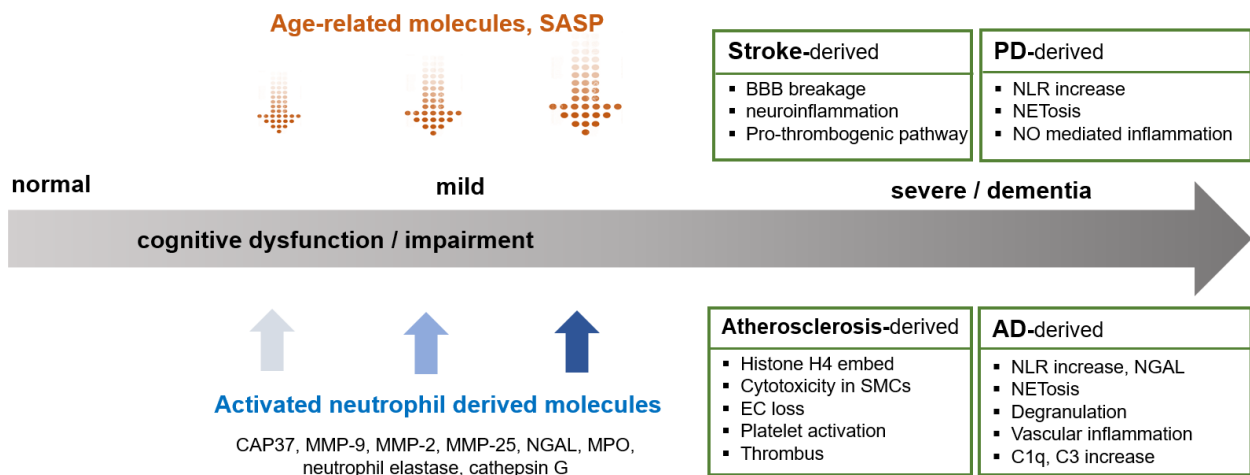 Age-related molecules, SASP
Stroke-derived
▪ BBB breakage
▪ neuroinflammation
▪ Pro-thrombogenic pathway
PD-derived
▪ NLR increase
▪ NETosis
▪ NO mediated inflammation
normal
mild
severe / dementia
cognitive dysfunction / impairment
Activated neutrophil derived molecules
CAP37, MMP-9, MMP-2, MMP-25, NGAL, MPO,
neutrophil elastase, cathepsin G
Atherosclerosis-derived
▪ Histone H4 embed
▪ Cytotoxicity in SMCs
▪ EC loss
▪ Platelet activation
▪ Thrombus
AD-derived
▪ NLR increase, NGAL
▪ NETosis
▪ Degranulation
▪ Vascular inflammation
▪ C1q, C3 increase